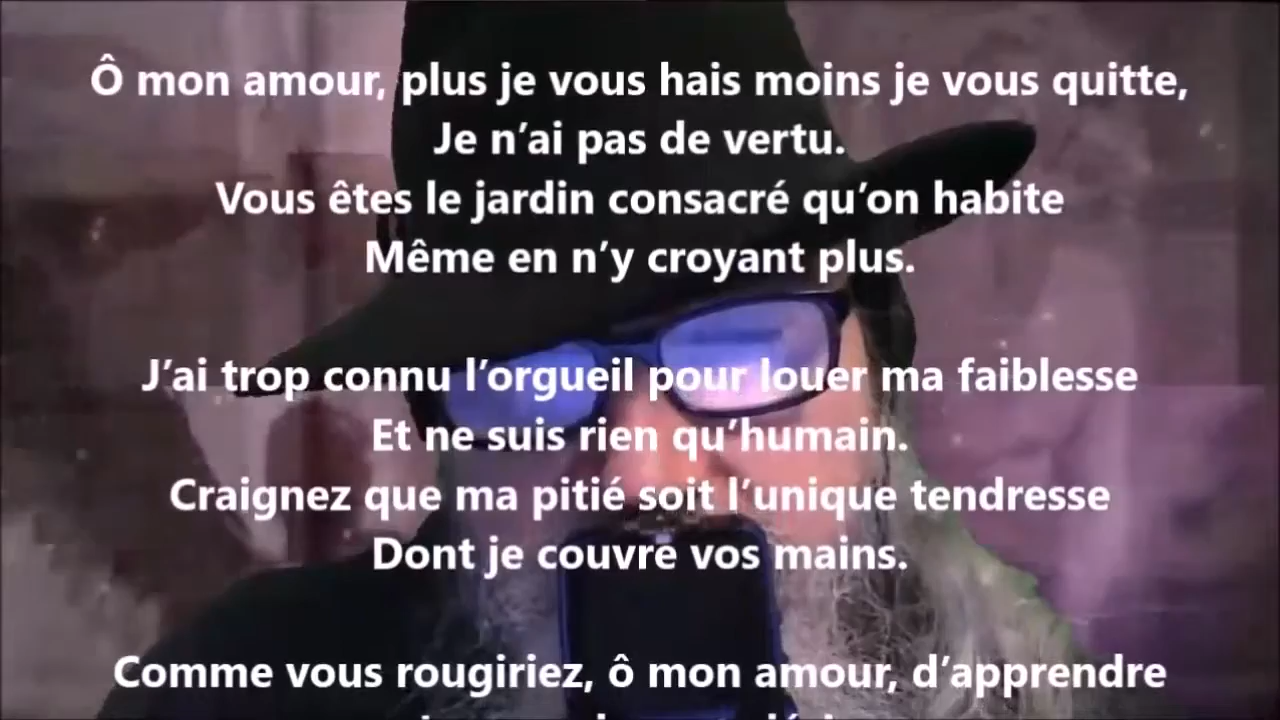 Ô mon amour, plus je vous hais moins je vous quitte,
Je n’ai pas de vertu.
Vous êtes le jardin consacré qu’on habite
Même en n’y croyant plus.
J’ai trop connu l’orgueil pour louer ma faiblesse
Et ne suis rien qu’humain.
Craignez que ma pitié soit l’unique tendresse
Dont je couvre vos mains.
Comme vous rougiriez, ô mon amour, d’apprendre